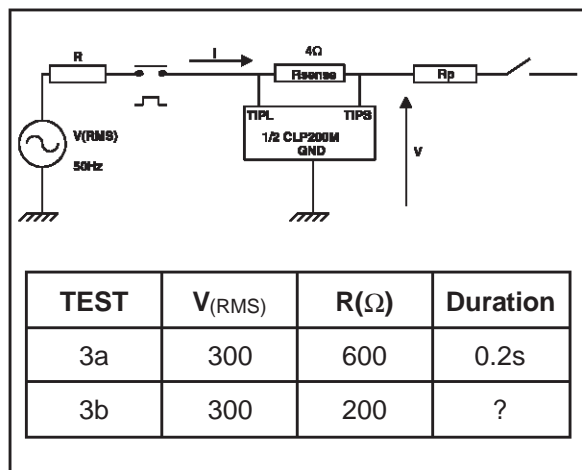 R
I
4Ω
Rsense
Rp
TIPL TIPS
1/2 CLP200M
GND
V(RMS)
50Hz
V
TEST V(RMS) R(Ω) Duration
3a 300 600 0.2s
3b 300 200 ?